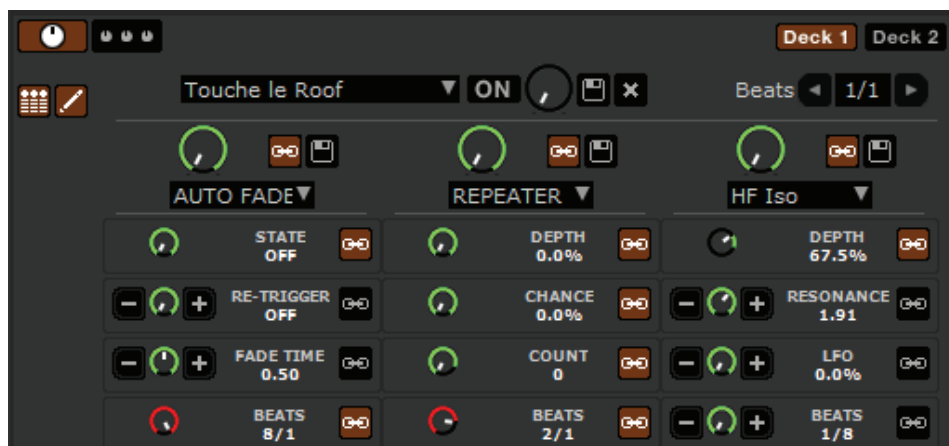 Deck 1 Deck 2
Touche le Roof ON Beats 1/1
AUTO FADE REPEATER HF Iso
STATE DEPTH DEPTH
OFF 0.0% 67.5%
RE-TRIGGER CHANCE RESONANCE
OFF 0.0% 1.91
FADE TIME COUNT LFO
0.50 0 0.0%
BEATS BEATS BEATS
8/1 2/1 1/8